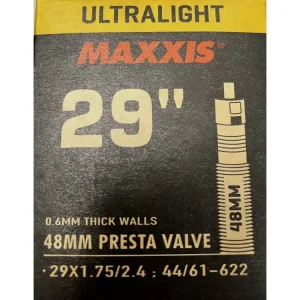 ULTRALIGHT
MAXXIS®
29"
48MM
0.6MM THICK WALLS
48MM PRESTA VALVE
·29X1.75/2.4 : 44/61-622